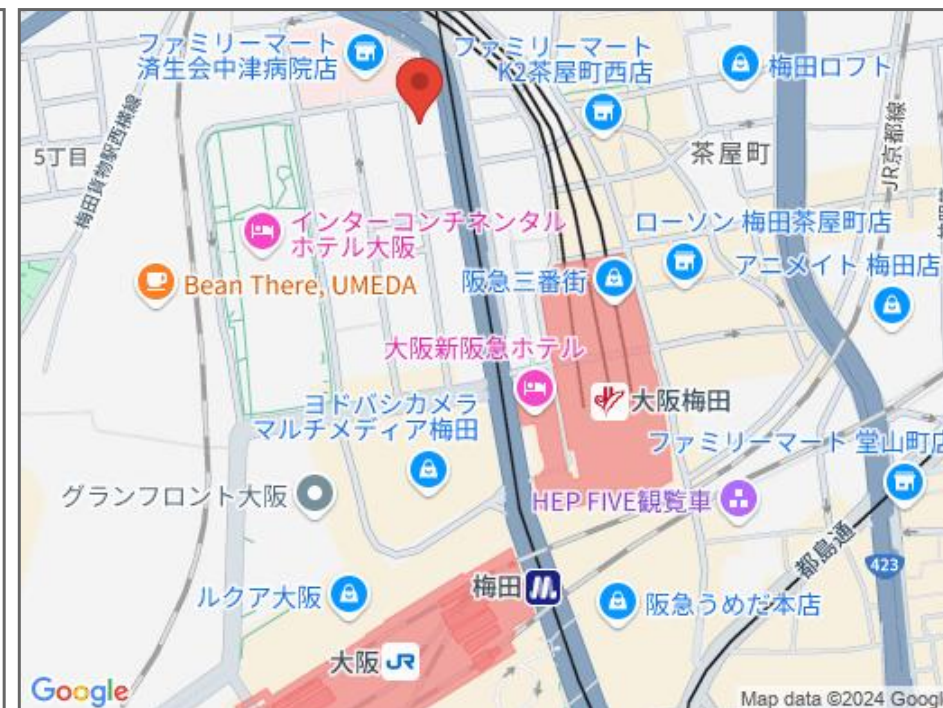 ファミリーマート
済生会中津病院店
ファミリーマート
K2茶屋町西店
梅田ロフト
5丁目
梅田貨物駅西横線
茶屋町
JR京都線
インターコンチネンタル
ホテル大阪
ローソン 梅田茶屋町店
Bean There, UMEDA
阪急三番街
アニメイト 梅田店
大阪新阪急ホテル
大阪梅田
ヨドバシカメラ
マルチメディア梅田
ファミリーマート 堂山町店
グランフロント大阪
HEP FIVE観覧車
都島通
423
梅田
ルクア大阪
阪急うめだ本店
大阪 JR
Google
Map data ©2024 Googl